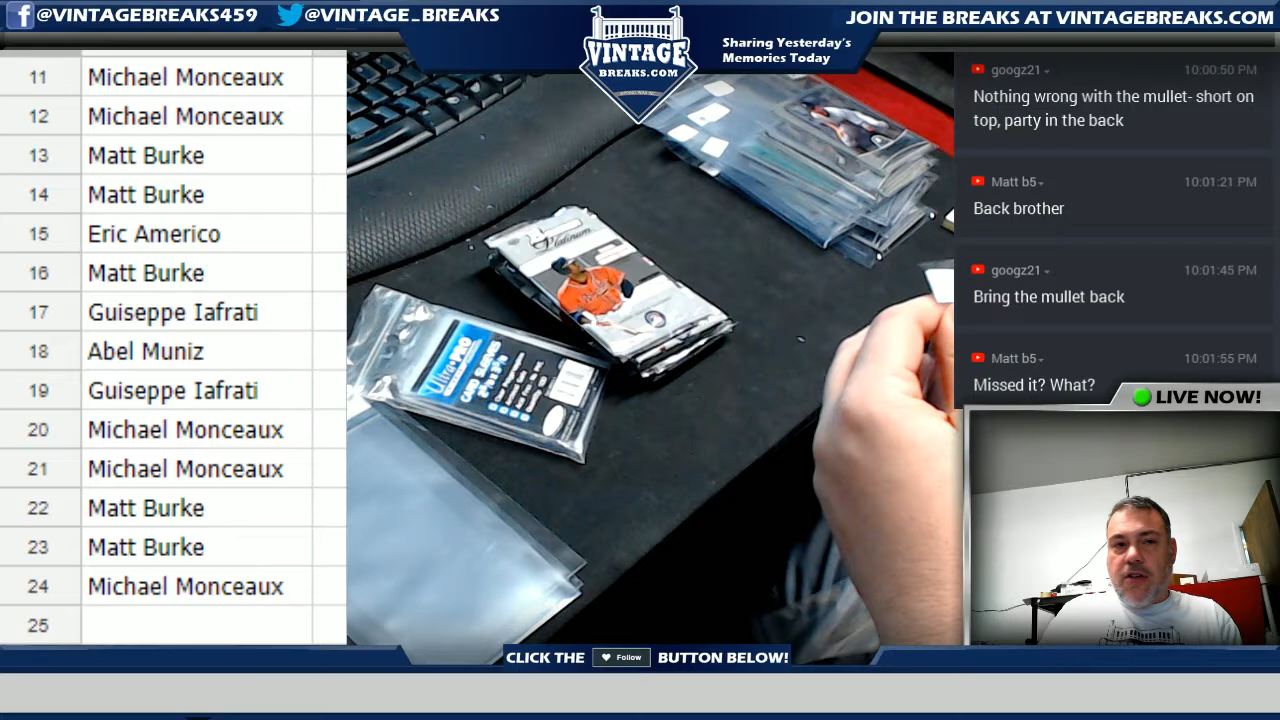 @VINTAGEBREAKS459 @VINTAGE_BREAKS
JOIN THE BREAKS AT VINTAGEBREAKS.COM
VINTAGE
BREAKS.COM
Sharing Yesterday's
Memories Today
11 Michael Monceaux
12 Michael Monceaux
13 Matt Burke
14 Matt Burke
15 Eric Americo
16 Matt Burke
17 Guiseppe Iafrati
18 Abel Muniz
19 Guiseppe Iafrati
20 Michael Monceaux
21 Michael Monceaux
22 Matt Burke
23 Matt Burke
24 Michael Monceaux
25
Platinum
Ultra PRO
CARD SLEEVES
googz21 10:00:50 PM
Nothing wrong with the mullet- short on
top, party in the back
Matt b5 10:01:21 PM
Back brother
googz21 10:01:45 PM
Bring the mullet back
Matt b5 10:01:55 PM
Missed it? What?
LIVE NOW!
CLICK THE Follow BUTTON BELOW!